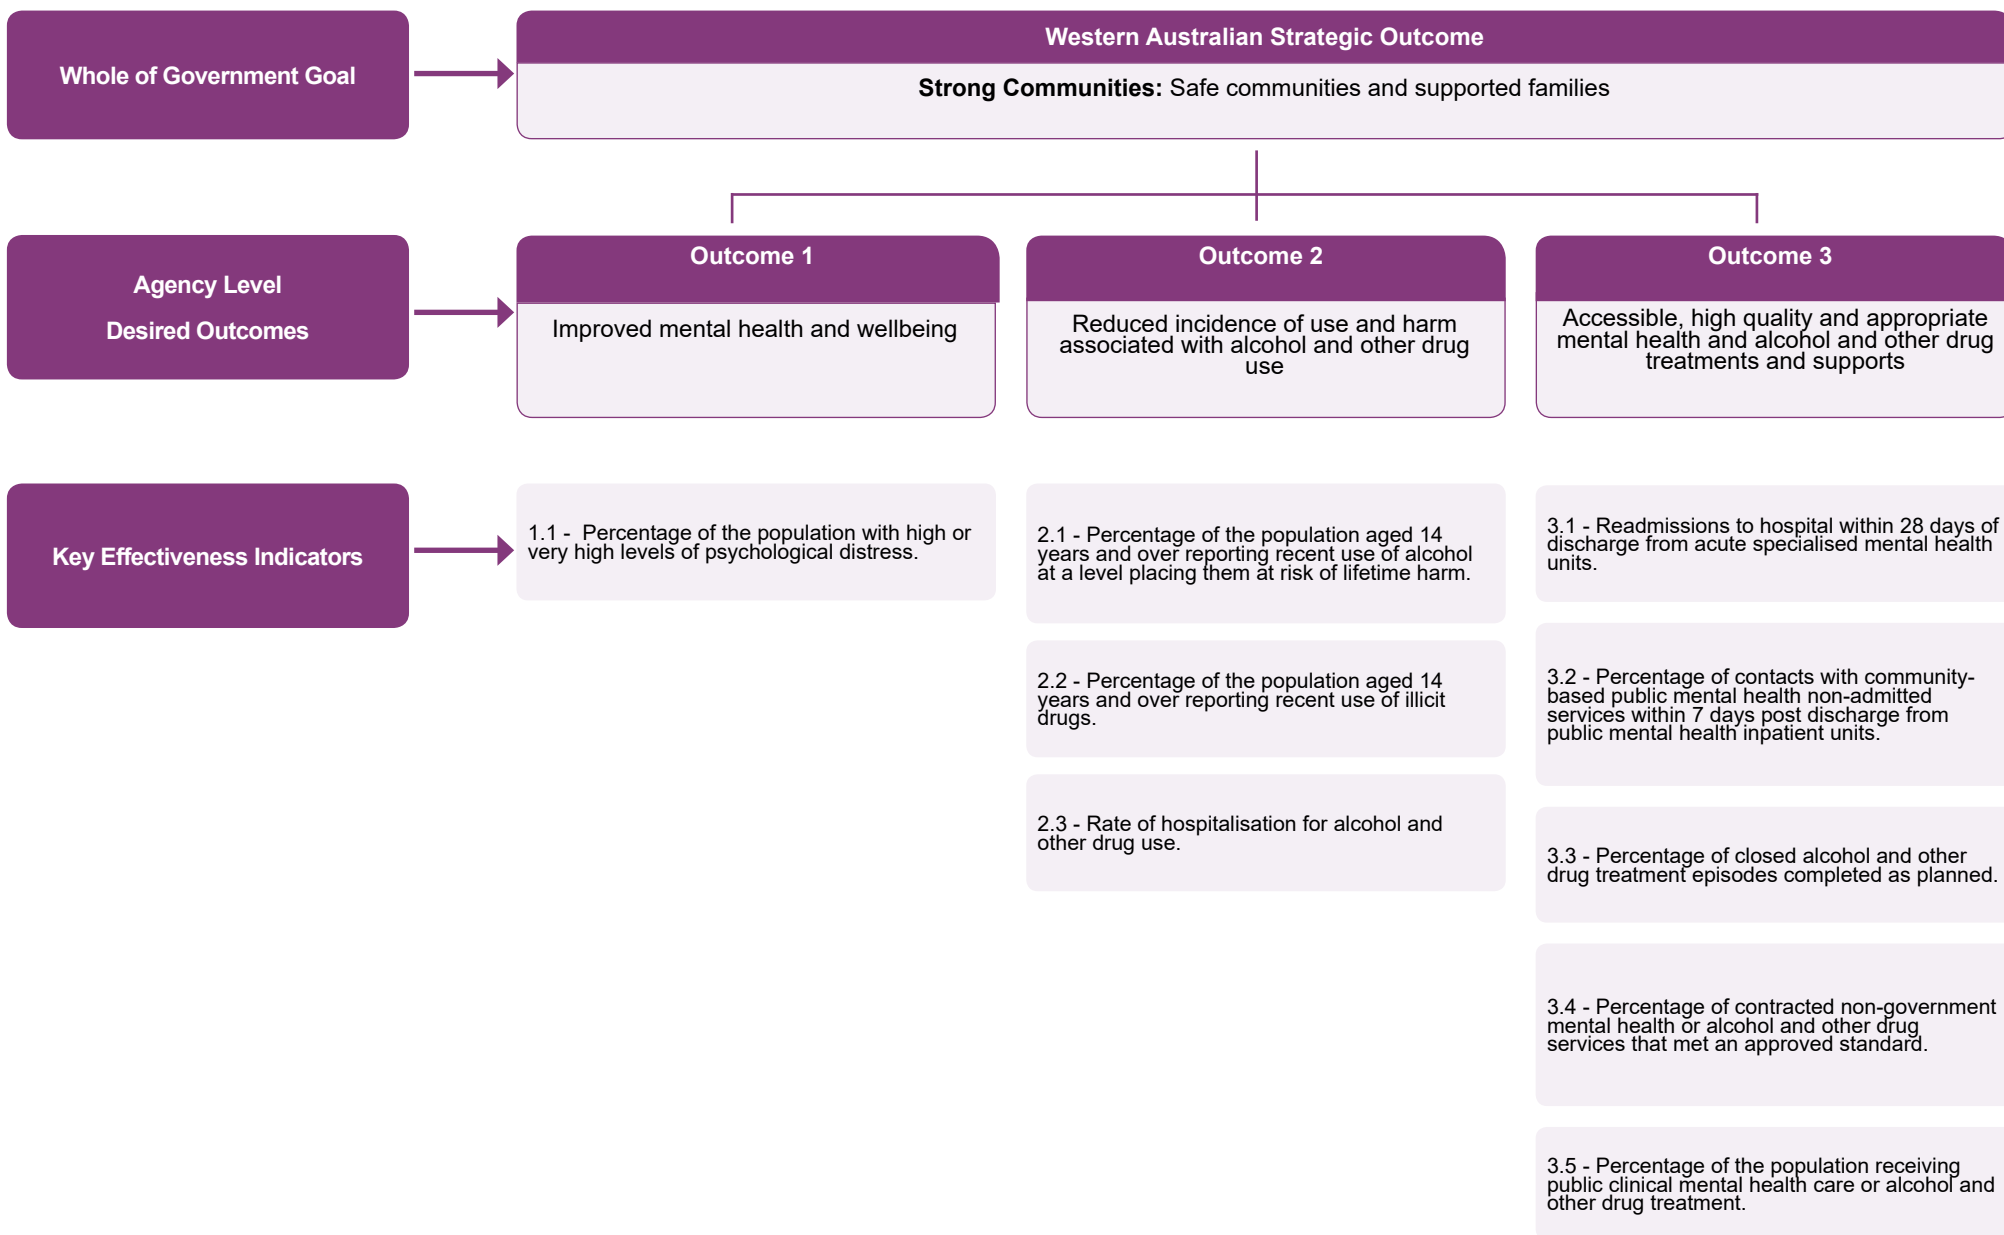 Whole of Government Goal
Western Australian Strategic Outcome
Strong Communities: Safe communities and supported families
Agency Level
Desired Outcomes
Outcome 1
Improved mental health and wellbeing
Outcome 2
Reduced incidence of use and harm
associated with alcohol and other drug
use
Outcome 3
Accessible, high quality and appropriate
mental health and alcohol and other drug
treatments and supports
Key Effectiveness Indicators
1.1 -  Percentage of the population with high or
very high levels of psychological distress.
2.1 - Percentage of the population aged 14
years and over reporting recent use of alcohol
at a level placing them at risk of lifetime harm.
2.2 - Percentage of the population aged 14
years and over reporting recent use of illicit
drugs.
2.3 - Rate of hospitalisation for alcohol and
other drug use.
3.1 - Readmissions to hospital within 28 days of
discharge from acute specialised mental health
units.
3.2 - Percentage of contacts with community-
based public mental health non-admitted
services within 7 days post discharge from
public mental health inpatient units.
3.3 - Percentage of closed alcohol and other
drug treatment episodes completed as planned.
3.4 - Percentage of contracted non-government
mental health or alcohol and other drug
services that met an approved standard.
3.5 - Percentage of the population receiving
public clinical mental health care or alcohol and
other drug treatment.